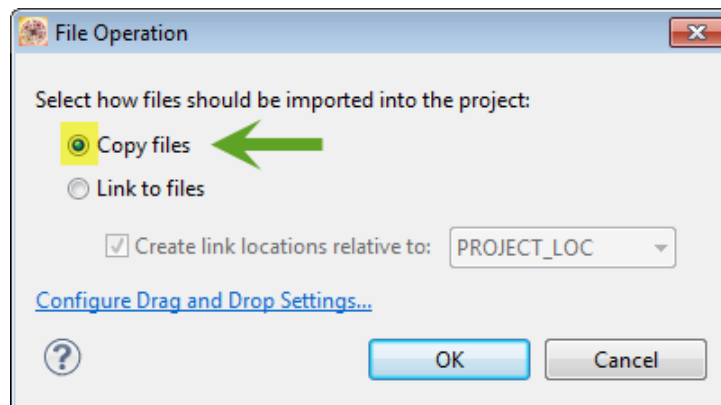 File Operation
Select how files should be imported into the project:
Copy files
Link to files
Create link locations relative to: PROJECT_LOC
Configure Drag and Drop Settings...
? OK Cancel